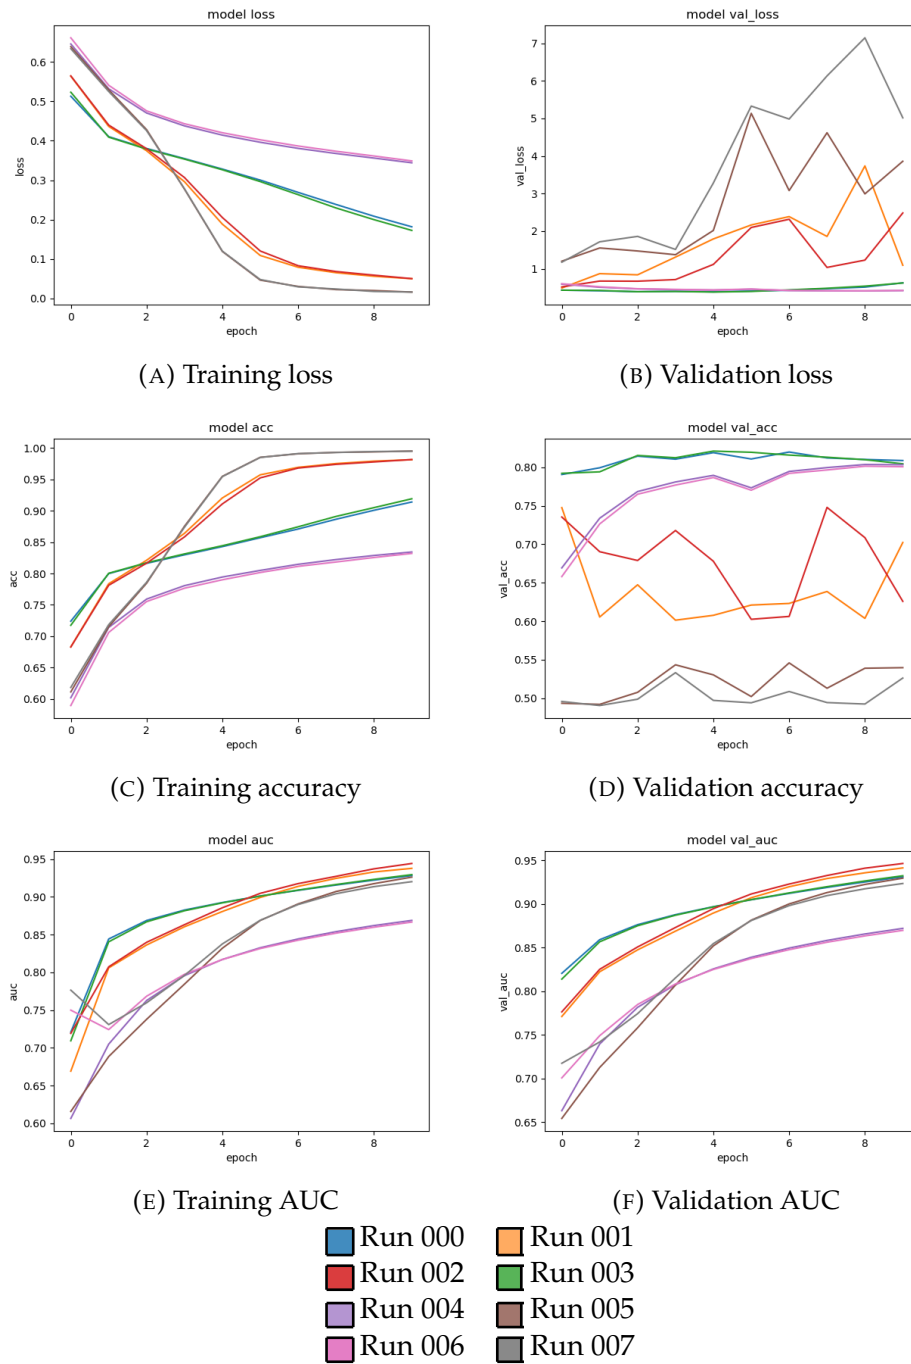 model loss
model val_loss
0.6
0.5
0.4
0.3
0.2
0.1
0.0
loss
0 2 4 6 8
epoch
7
6
5
4
3
2
1
val_loss
0 2 4 6 8
epoch
(A) Training loss
(B) Validation loss
model acc
model val_acc
1.00
0.95
0.90
0.85
0.80
0.75
0.70
0.65
0.60
acc
0 2 4 6 8
epoch
0.80
0.75
0.70
0.65
0.60
0.55
0.50
val_acc
0 2 4 6 8
epoch
(C) Training accuracy
(D) Validation accuracy
model auc
model val_auc
0.95
0.90
0.85
0.80
0.75
0.70
0.65
0.60
auc
0 2 4 6 8
epoch
0.95
0.90
0.85
0.80
0.75
0.70
0.65
val_auc
0 2 4 6 8
epoch
(E) Training AUC
(F) Validation AUC
Run 000 Run 001
Run 002 Run 003
Run 004 Run 005
Run 006 Run 007